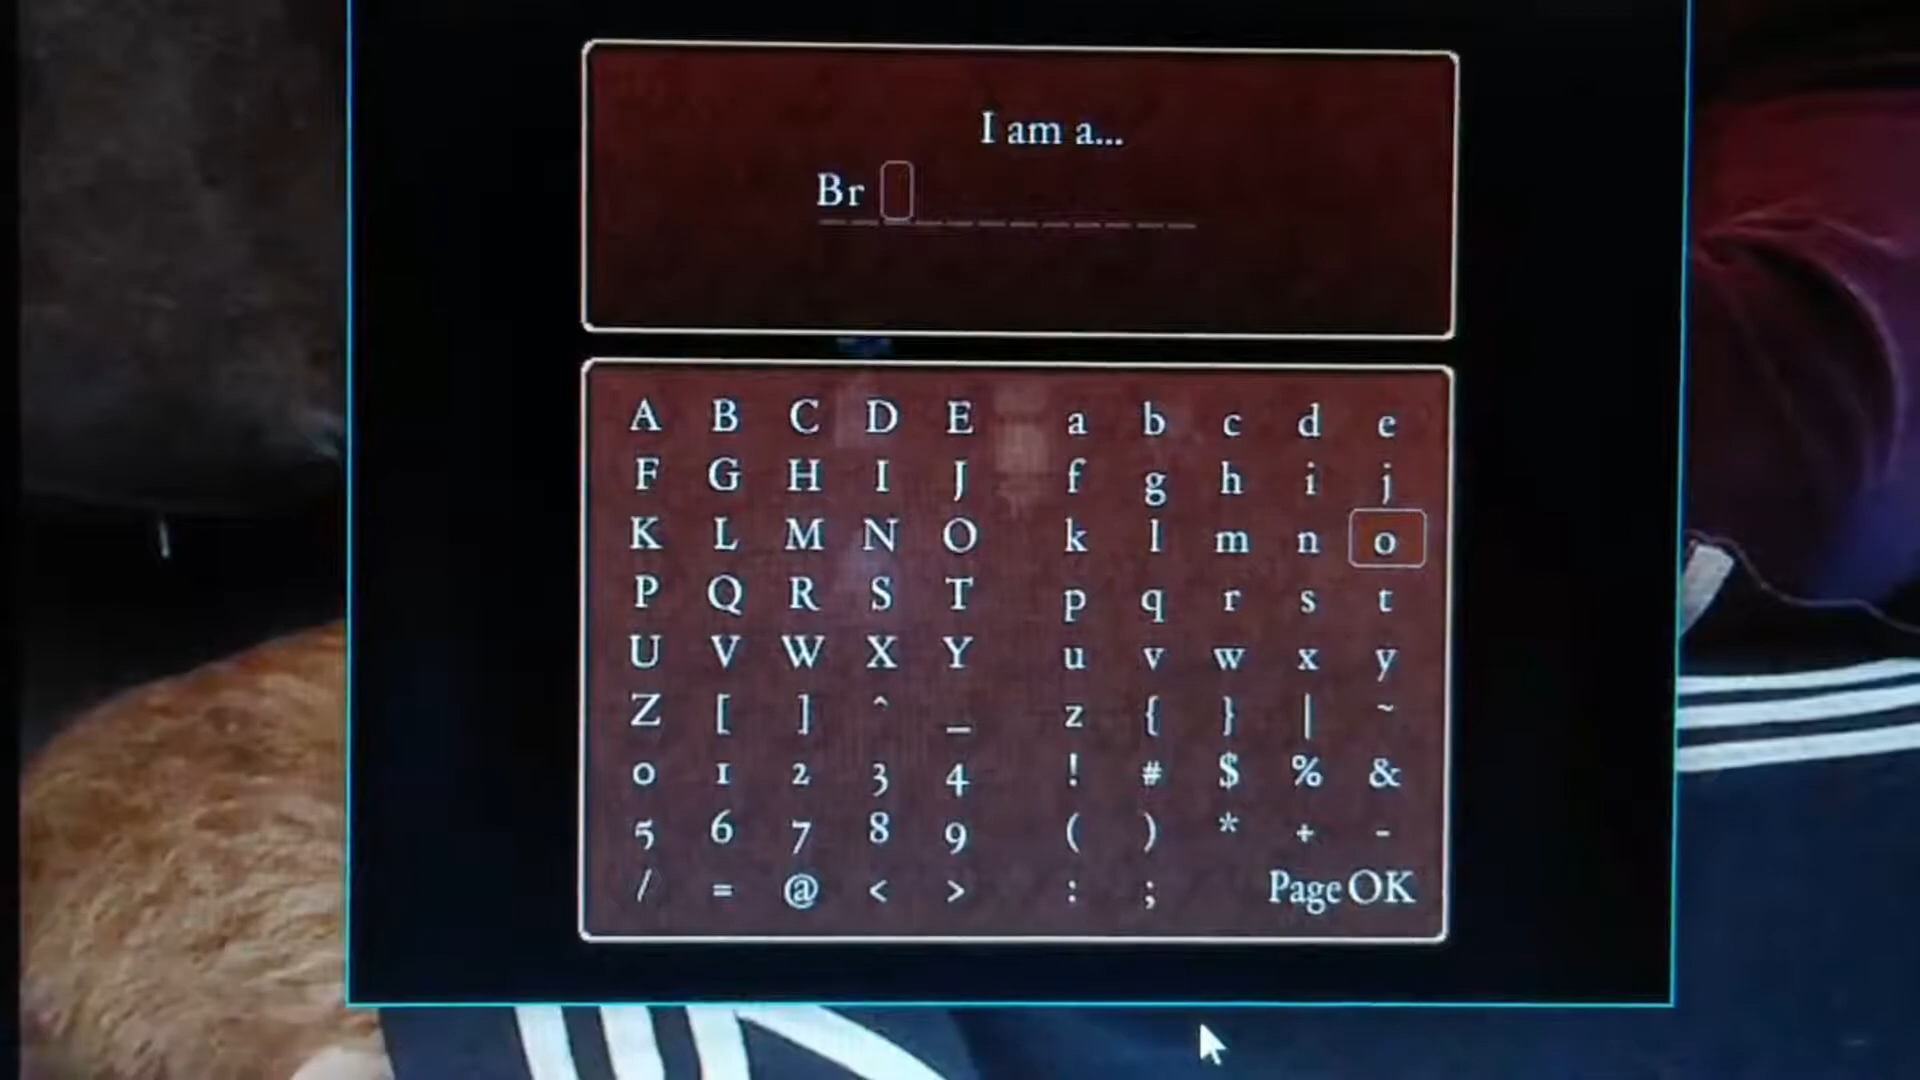 I am a...
Br
A B C D E a b c d e
F G H I J f g h i j
K L M N O k l m n o
P Q R S T p q r s t
U V W X Y u v w x y
Z [ ] ^ _ z { } | ~
0 1 2 3 4 ! # $ % &
5 6 7 8 9 ( ) * + -
/ = @ < > : ; Page OK